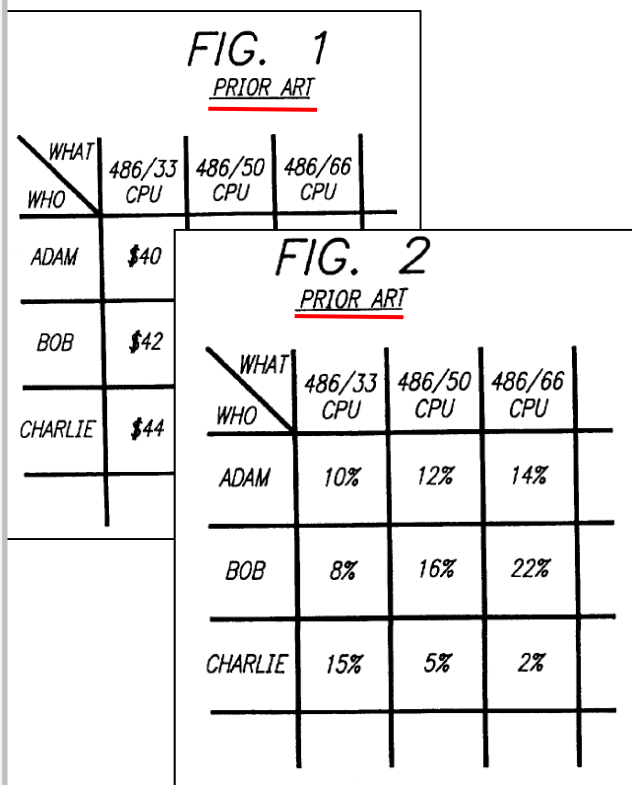 FIG. 1
PRIOR ART
WHAT
WHO
486/33 CPU
486/50 CPU
486/66 CPU
ADAM $40
BOB $42
CHARLIE $44
FIG. 2
PRIOR ART
WHAT
WHO
486/33 CPU
486/50 CPU
486/66 CPU
ADAM 10% 12% 14%
BOB 8% 16% 22%
CHARLIE 15% 5% 2%